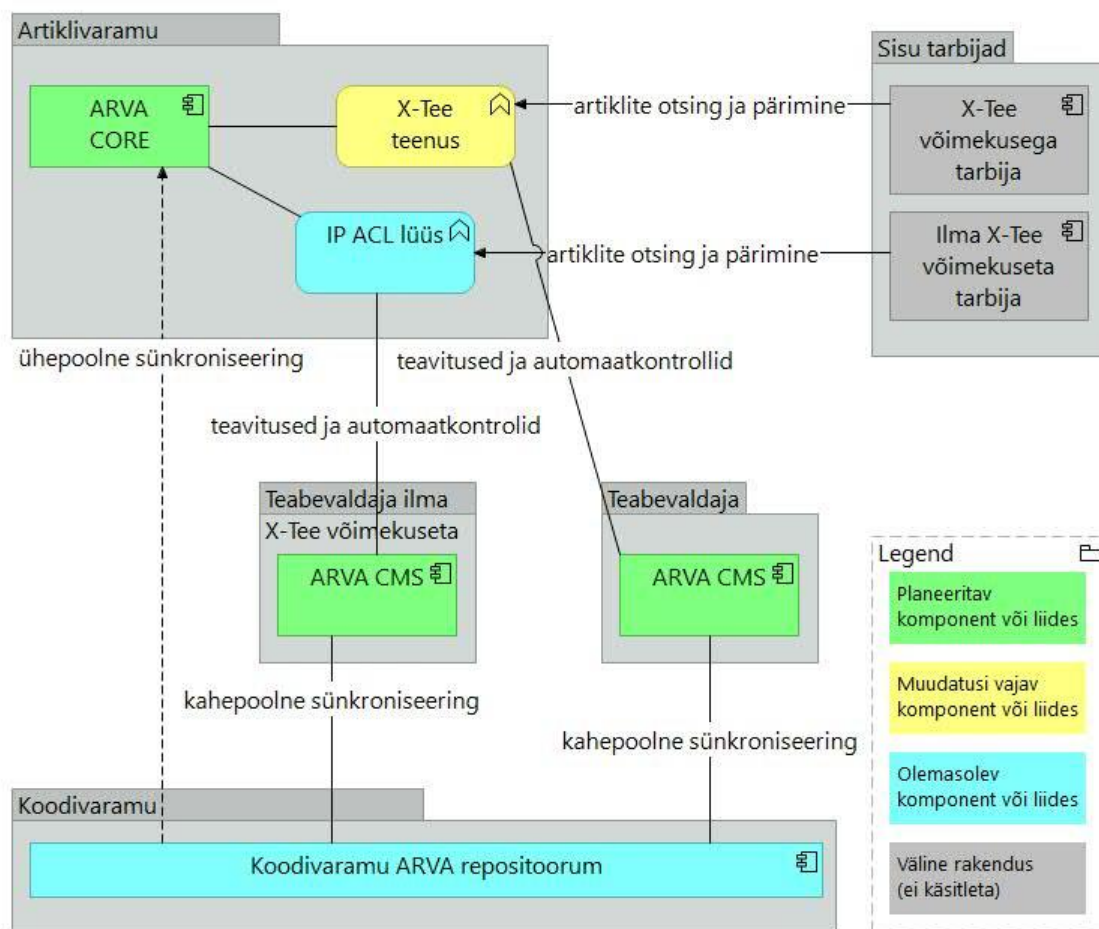 Artiklivaramu
ARVA
CORE
X-Tee
teenus
IP ACL lüüs
artiklite otsing ja pärimine
artiklite otsing ja pärimine
Sisu tarbijad
X-Tee
võimekusega
tarbija
Ilma X-Tee
võimekuseta
tarbija
ühepoolne sünkroniseering
teavitused ja automaatkontrollid
teavitused ja automaatkontrolid
Teabevaldaja ilma
X-Tee võimekuseta
ARVA CMS
Teabevaldaja
ARVA CMS
kahepoolne sünkroniseering
kahepoolne sünkroniseering
Koodivaramu
Koodivaramu ARVA repositoorum
Legend
Planeeritav
komponent või liides
Muudatusi vajav
komponent või liides
Olemasolev
komponent või liides
Väline rakendus
(ei käsitleta)